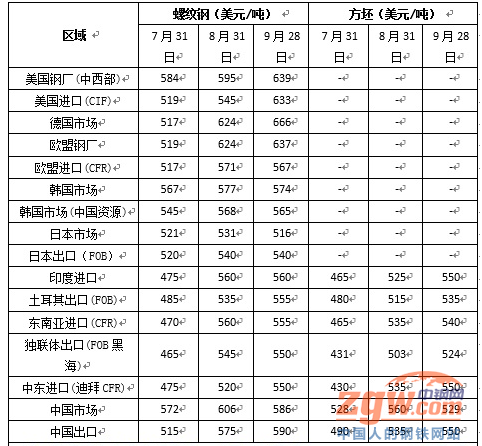 区域 螺纹钢（美元/吨） 方坯（美元/吨）
7月31日 8月31日 9月28日 7月31日 8月31日 9月28日
美国钢厂(中西部) 584 595 639 - - -
美国进口(CIF) 519 545 633 - - -
德国市场 517 624 666 - - -
欧盟钢厂 519 624 637 - - -
欧盟进口(CFR) 517 571 567 - - -
韩国市场 567 577 574 - - -
韩国市场(中国资源) 545 568 565 - - -
日本市场 521 531 516 - - -
日本出口（FOB） 520 540 540 - - -
印度进口 475 560 560 465 525 550
土耳其出口(FOB) 485 535 555 480 515 535
东南亚进口(CFR) 470 560 555 465 535 540
独联体出口(FOB黑海) 465 545 550 431 503 524
中东进口(迪拜CFR) 475 520 550 430 535 550
中国市场 572 606 586 528 560 529
中国出口 515 575 590 490 535 550
zgw.com 中钢网
中国人的钢铁网站